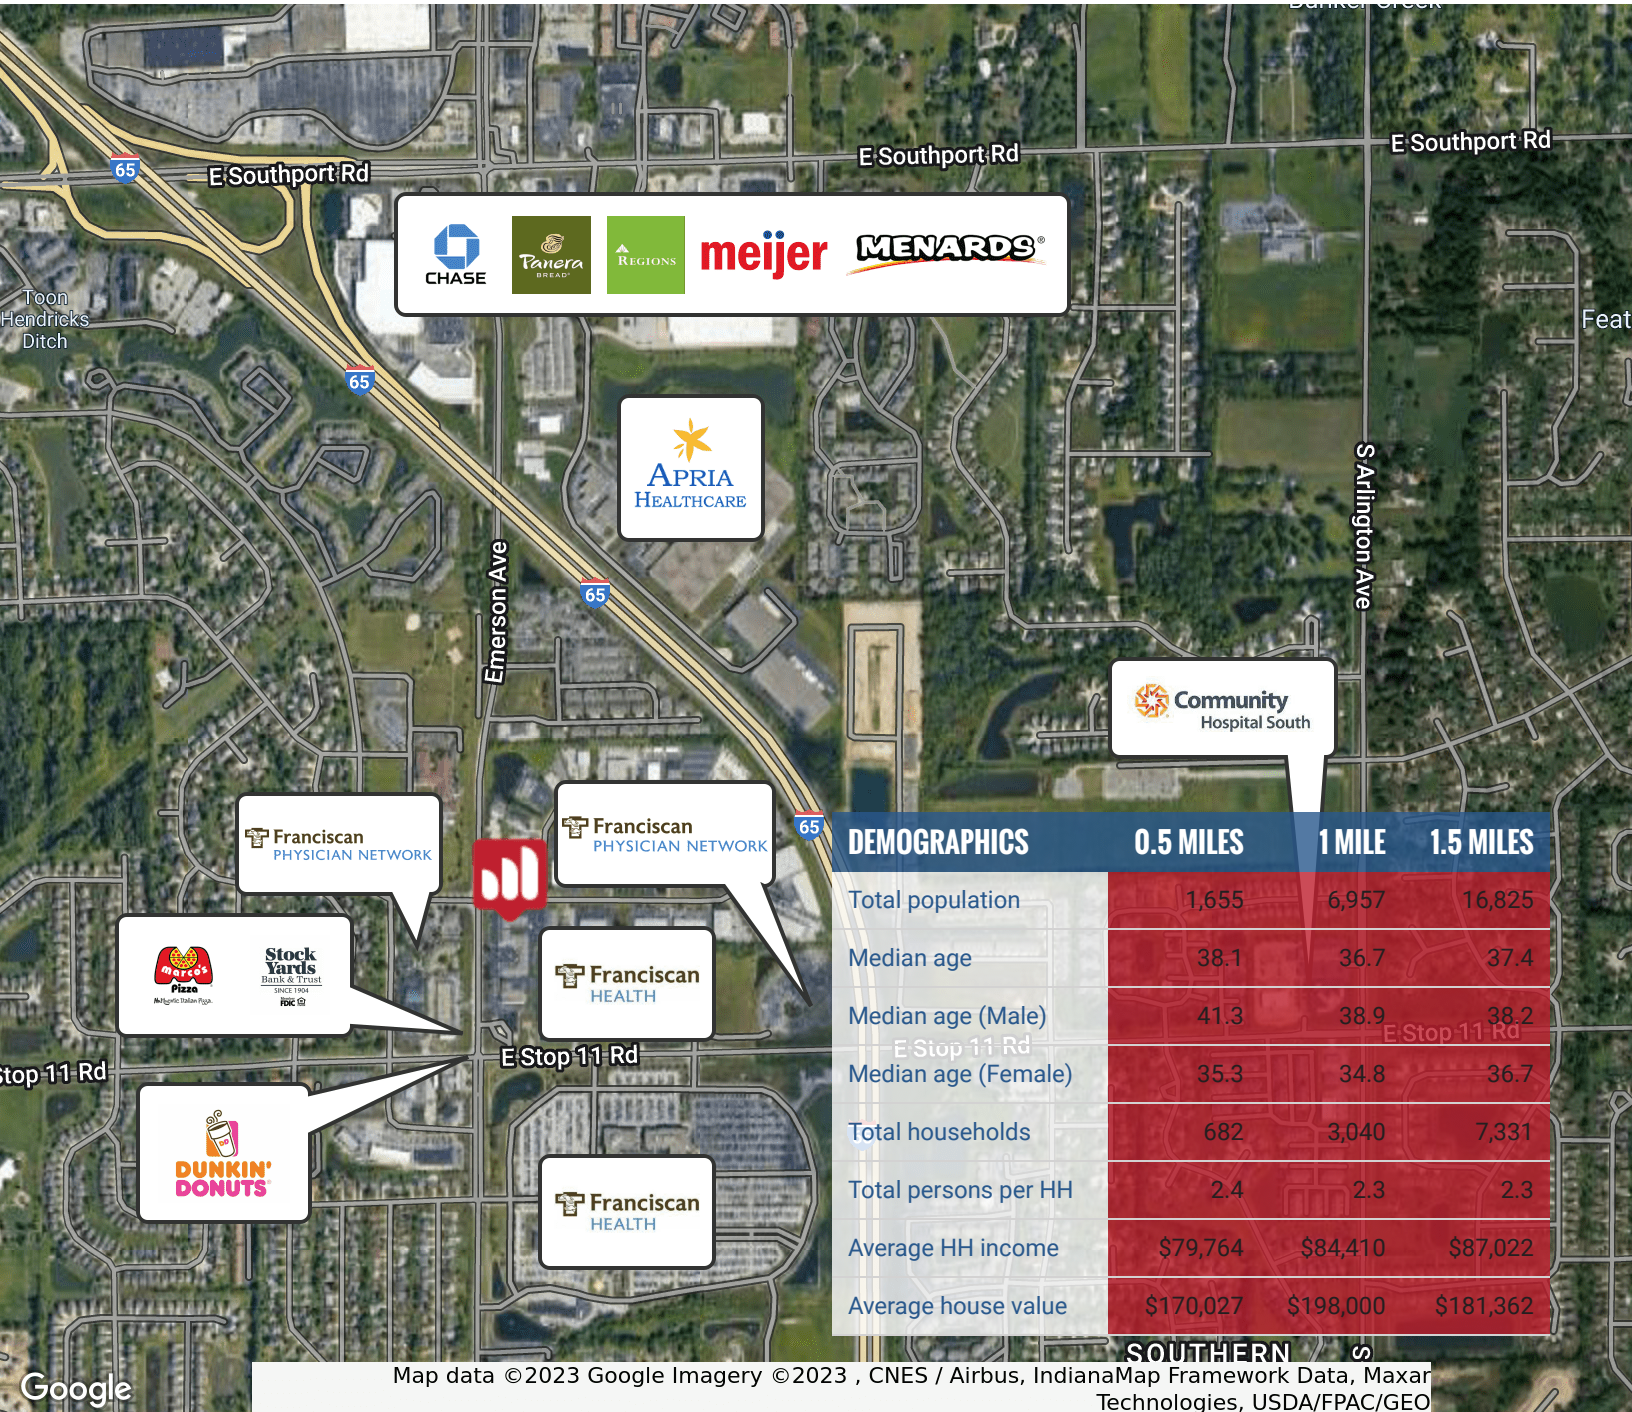 E Southport Rd
E Southport Rd
E Southport Rd
65
CHASE
Panera
BREAD
REGIONS
meijer
MENARDS®
Toon
Hendricks
Ditch
Feat
65
APRIA
HEALTHCARE
S Arlington Ave
Emerson Ave
65
Community
Hospital South
Franciscan
PHYSICIAN NETWORK
Franciscan
PHYSICIAN NETWORK
65
DEMOGRAPHICS 0.5 MILES 1 MILE 1.5 MILES
Total population 1,655 6,957 16,825
Median age 38.1 36.7 37.4
Median age (Male) 41.3 38.9 38.2
Median age (Female) 35.3 34.8 36.7
Total households 682 3,040 7,331
Total persons per HH 2.4 2.3 2.3
Average HH income $79,764 $84,410 $87,022
Average house value $170,027 $198,000 $181,362
marco's
Pizza
Stock
Yards
Bank & Trust
SINCE 1904
FDIC
Franciscan
HEALTH
E Stop 11 Rd
E Stop 11 Rd
E Stop 11 Rd
Stop 11 Rd
DUNKIN'
DONUTS
Franciscan
HEALTH
SOUTHERN
S
Google
Map data ©2023 Google Imagery ©2023 , CNES / Airbus, IndianaMap Framework Data, Maxar
Technologies, USDA/FPAC/GEO